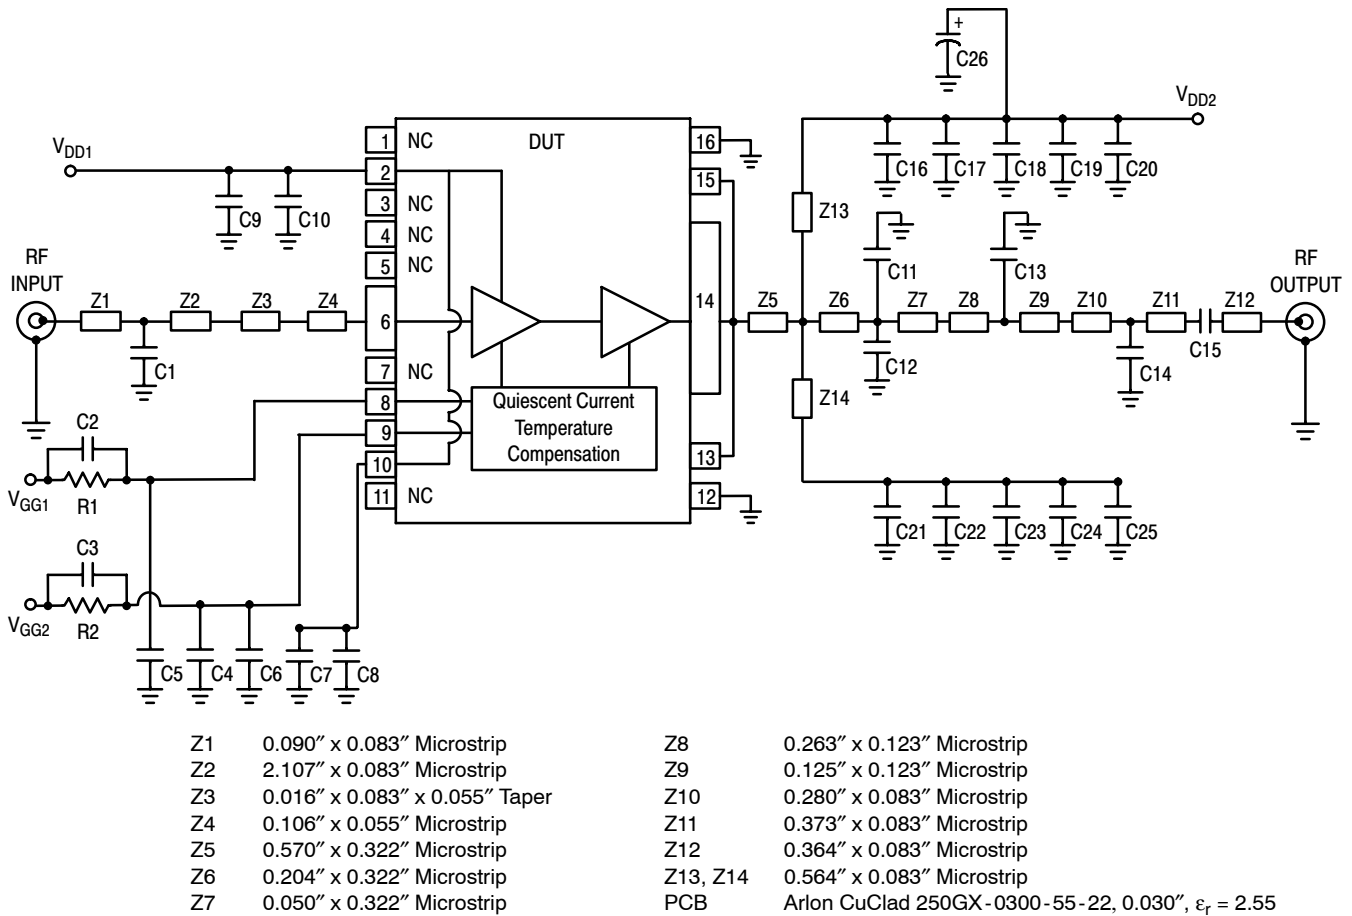 +
C26
V_DD2
DUT
1 NC
16
V_DD1
2
15
C16 C17 C18 C19 C20
C9 C10
3 NC
Z13
4 NC
5 NC
C11 C13
RF
INPUT
RF
OUTPUT
Z1 Z2 Z3 Z4
6
14
Z5 Z6 Z7 Z8 Z9 Z10 Z11 Z12
C1
C12
C14
C15
7 NC
Z14
8
Quiescent Current
Temperature
Compensation
C2
9
13
10
V_GG1
R1
11 NC
12
C21 C22 C23 C24 C25
C3
V_GG2
R2
C5 C4 C6 C7 C8
Z1 0.090″ x 0.083″ Microstrip
Z2 2.107″ x 0.083″ Microstrip
Z3 0.016″ x 0.083″ x 0.055″ Taper
Z4 0.106″ x 0.055″ Microstrip
Z5 0.570″ x 0.322″ Microstrip
Z6 0.204″ x 0.322″ Microstrip
Z7 0.050″ x 0.322″ Microstrip
Z8 0.263″ x 0.123″ Microstrip
Z9 0.125″ x 0.123″ Microstrip
Z10 0.280″ x 0.083″ Microstrip
Z11 0.373″ x 0.083″ Microstrip
Z12 0.364″ x 0.083″ Microstrip
Z13, Z14 0.564″ x 0.083″ Microstrip
PCB Arlon CuClad 250GX-0300-55-22, 0.030″, ε_r = 2.55